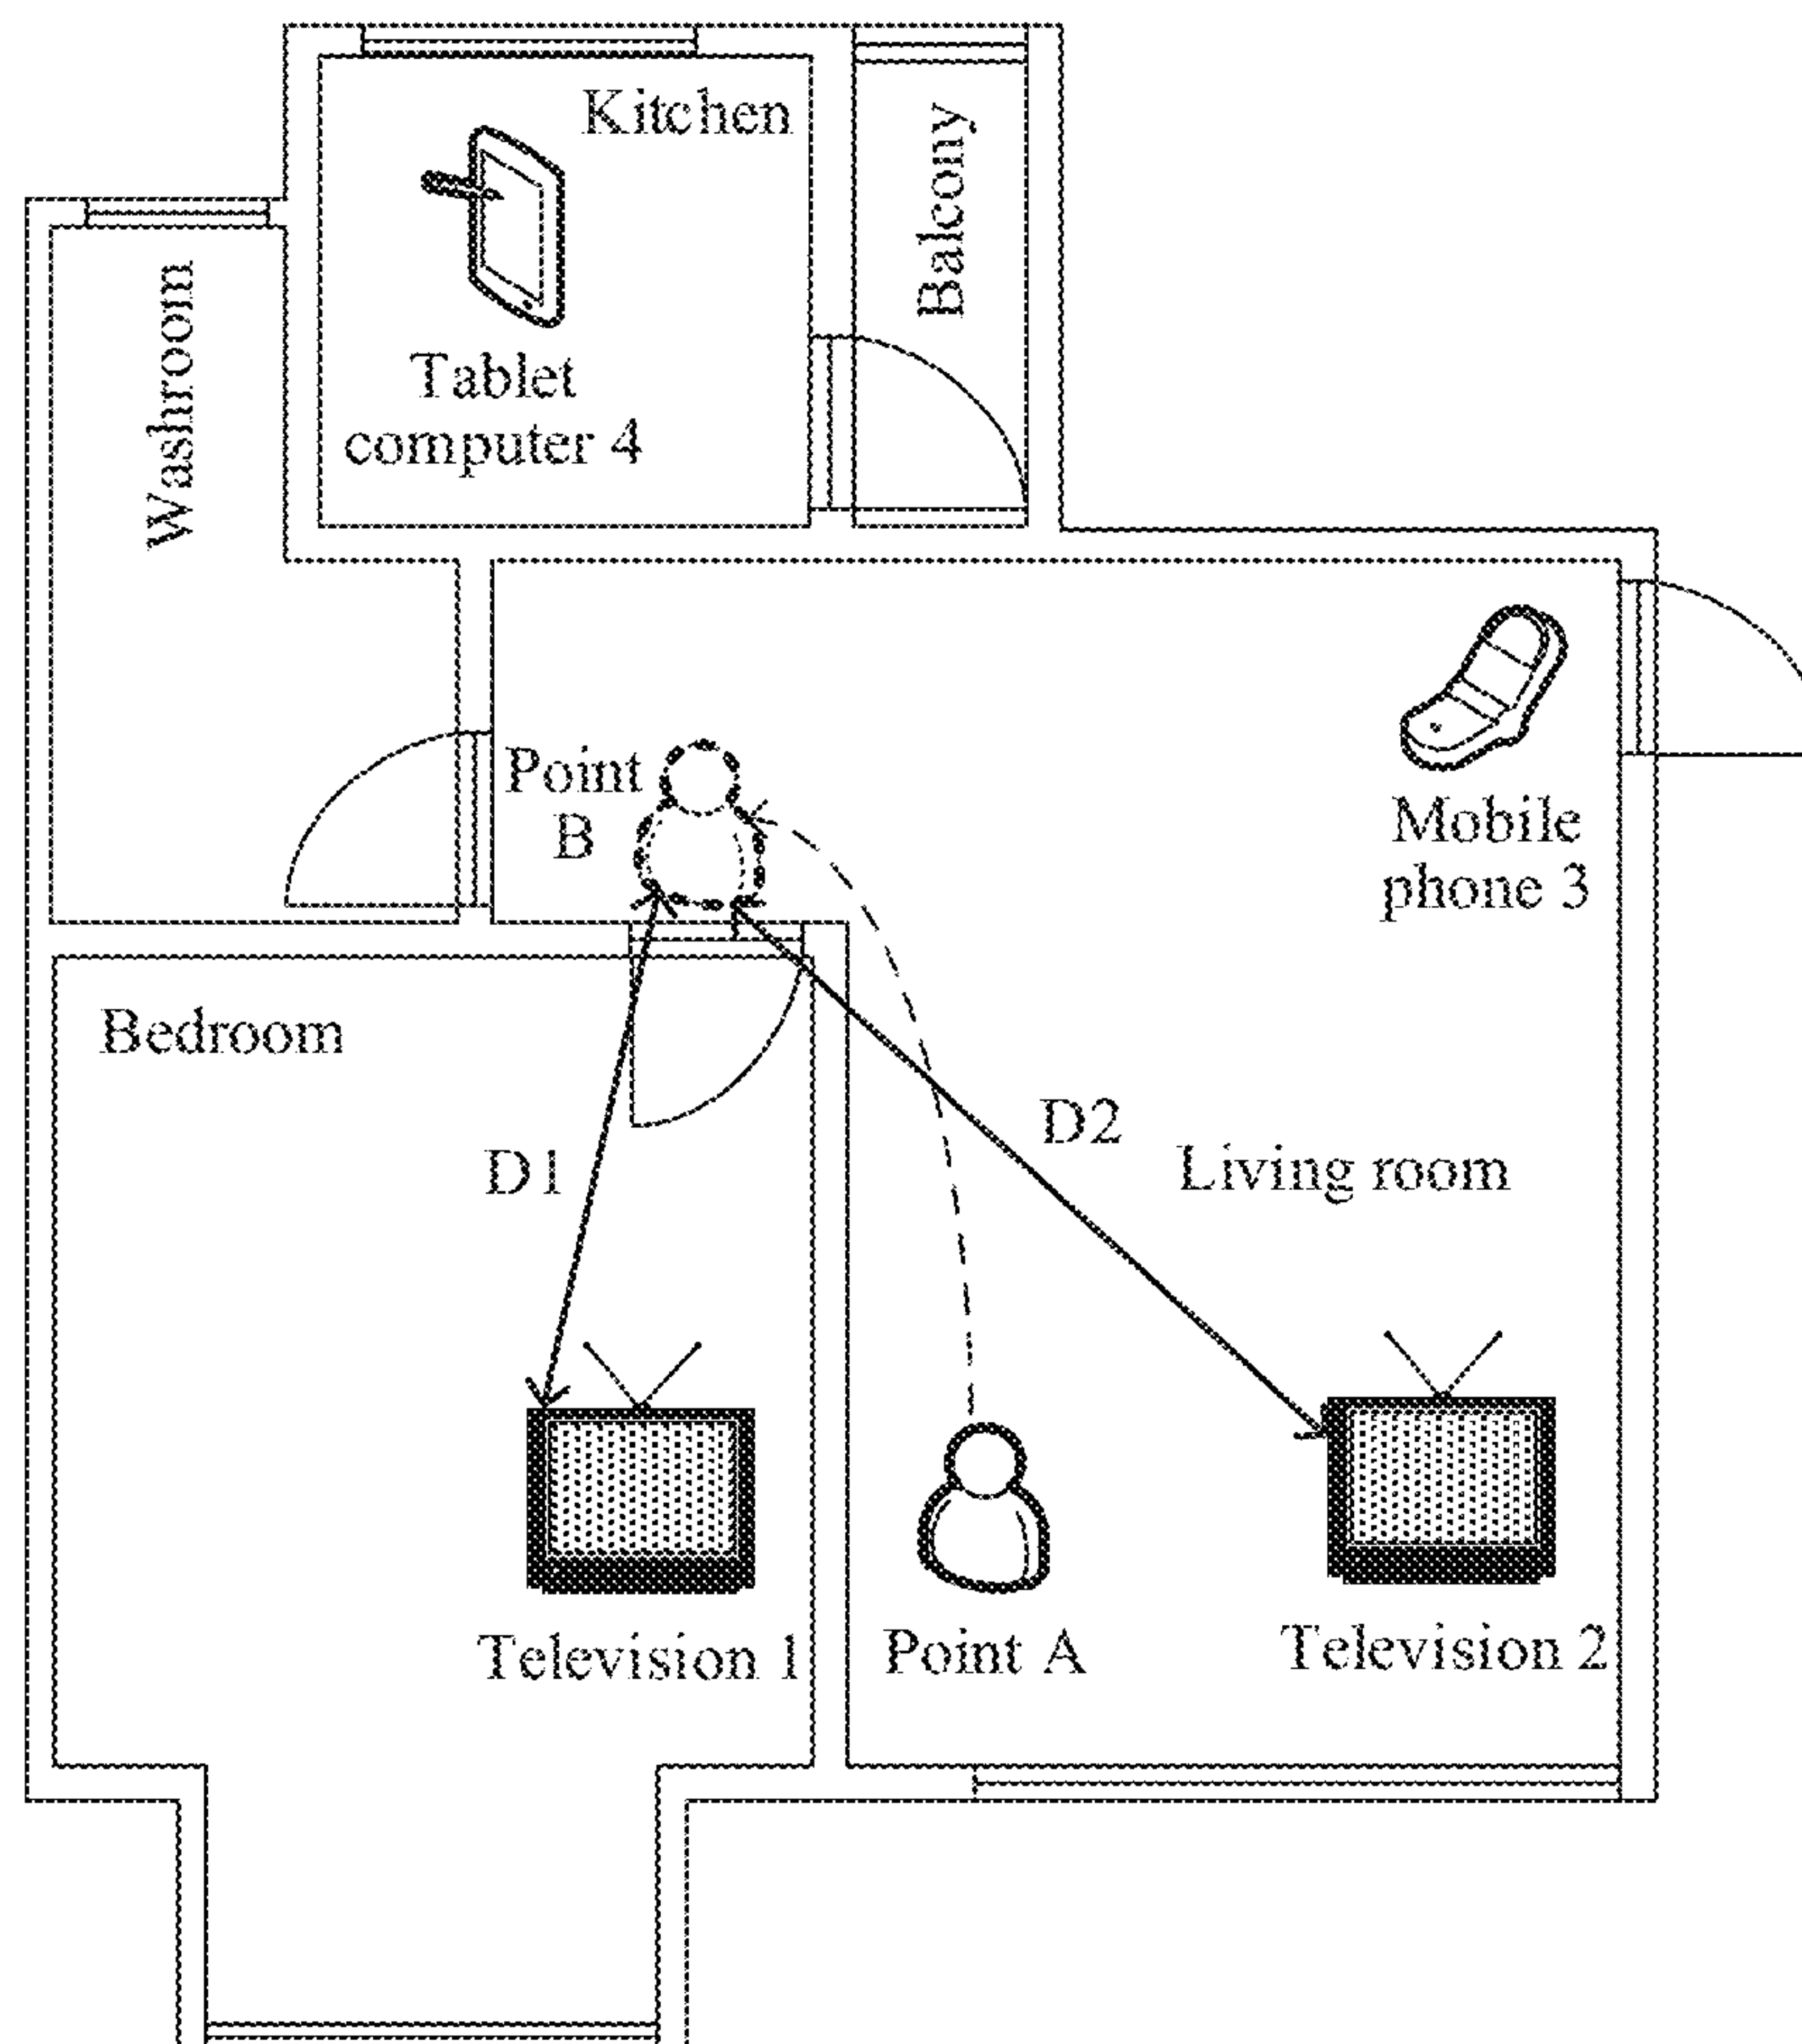 Kitchen
Balcony
Washroom
Tablet
computer 4
Point
B
Mobile
phone 3
Bedroom
D1
D2
Living room
Television 1
Point A
Television 2